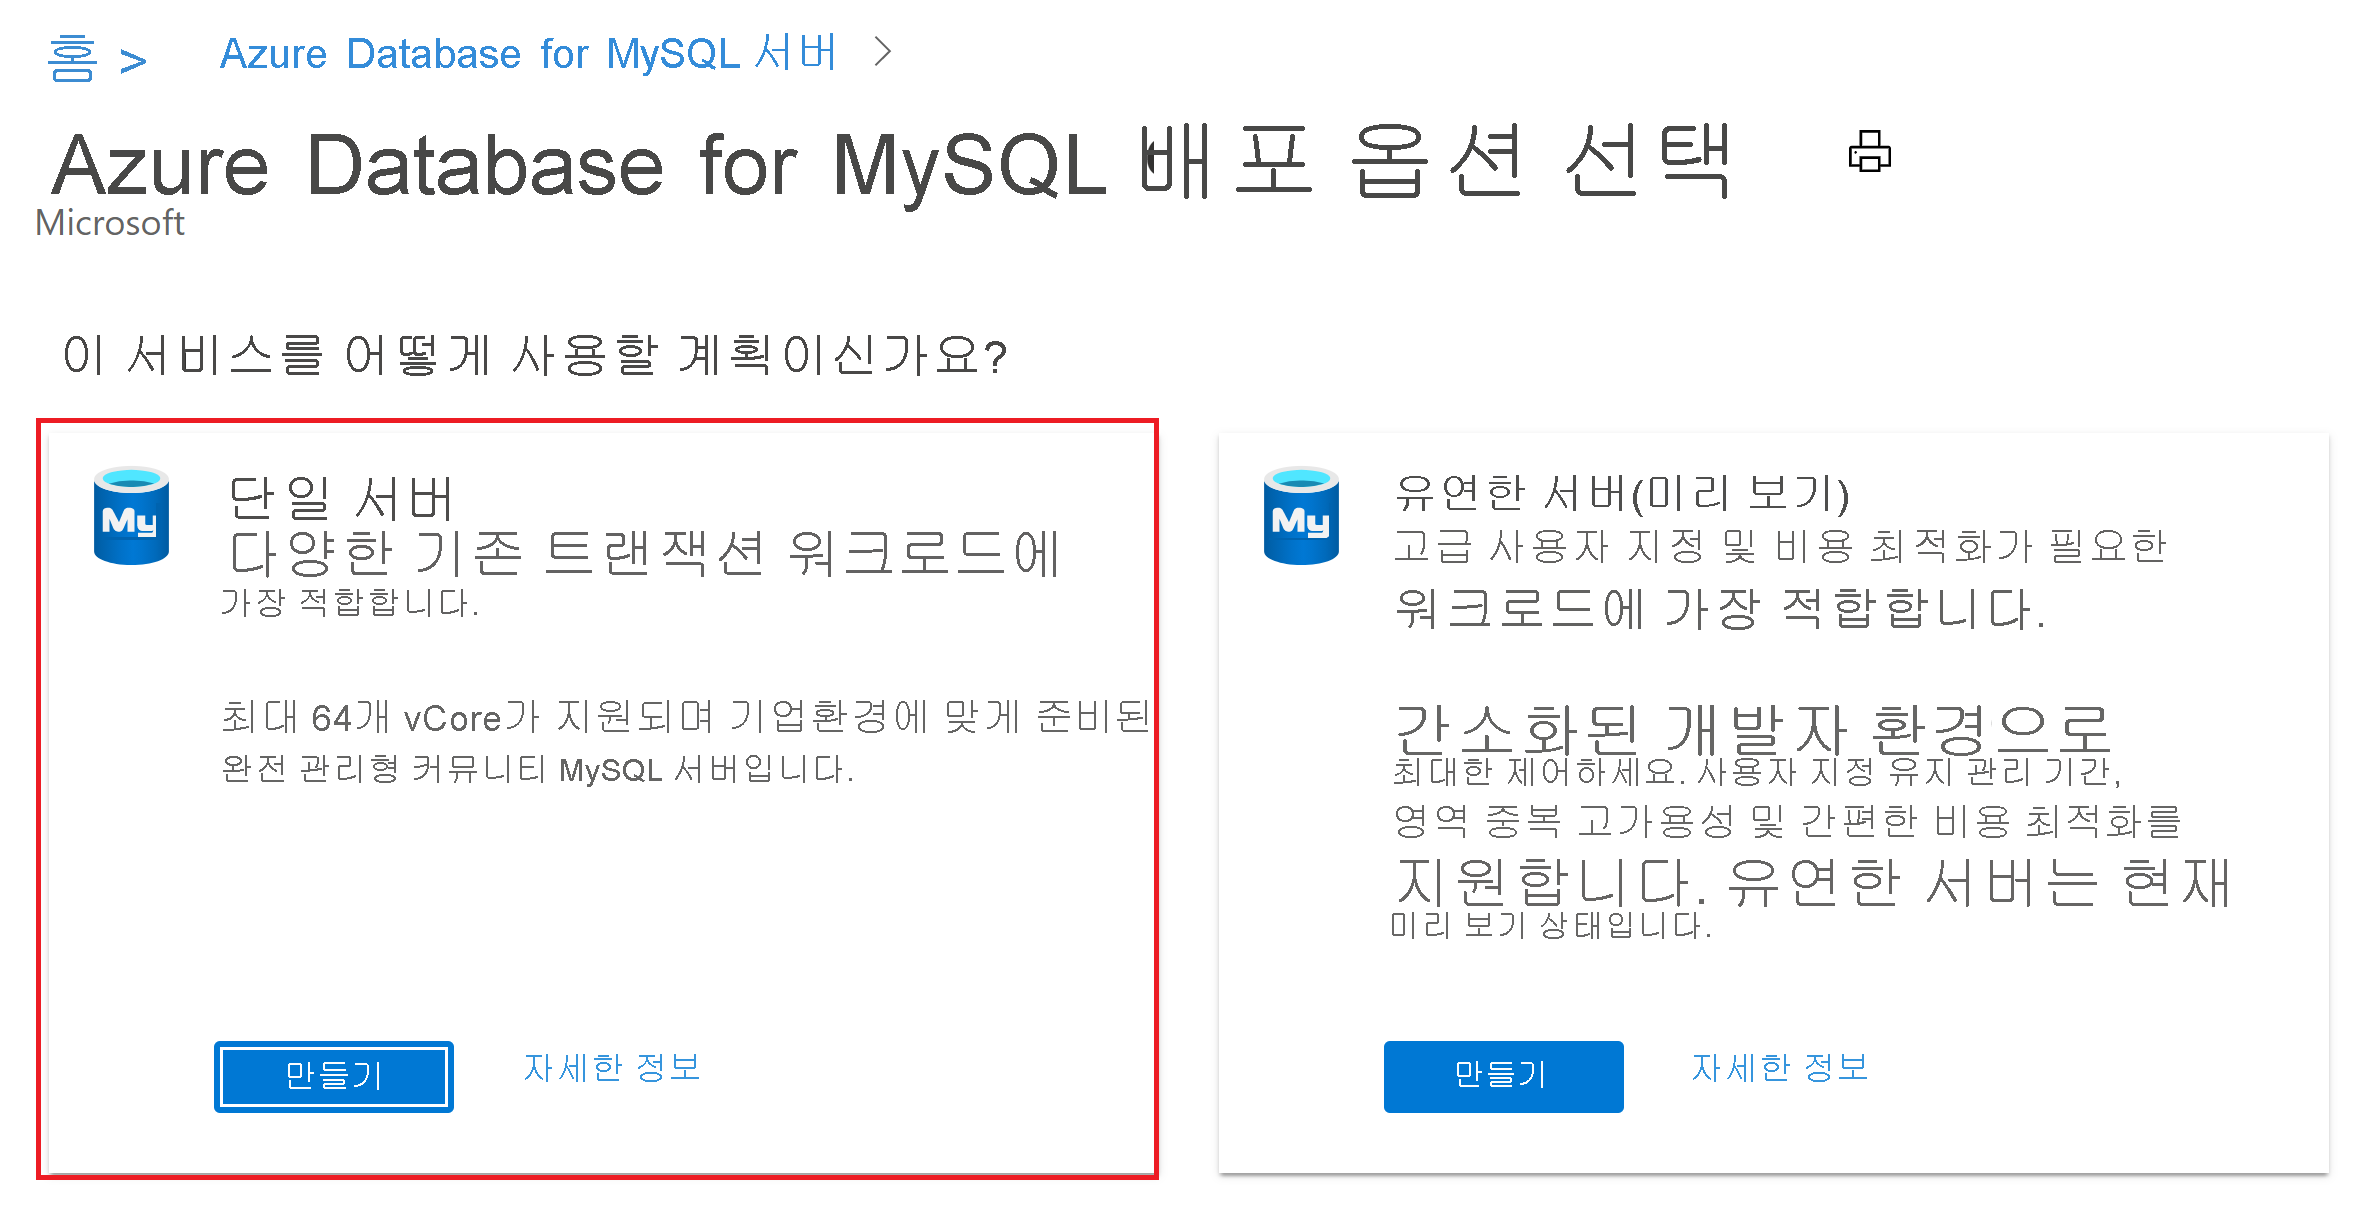 홈 > Azure Database for MySQL 서버 >
Azure Database for MySQL 배포 옵션 선택
Microsoft
이 서비스를 어떻게 사용할 계획이신가요?
My
단일 서버
다양한 기존 트랜잭션 워크로드에
가장 적합합니다.
최대 64개 vCore가 지원되며 기업환경에 맞게 준비된
완전 관리형 커뮤니티 MySQL 서버입니다.
만들기 자세한 정보
My
유연한 서버(미리 보기)
고급 사용자 지정 및 비용 최적화가 필요한
워크로드에 가장 적합합니다.
간소화된 개발자 환경으로
최대한 제어하세요. 사용자 지정 유지 관리 기간,
영역 중복 고가용성 및 간편한 비용 최적화를
지원합니다. 유연한 서버는 현재
미리 보기 상태입니다.
만들기 자세한 정보